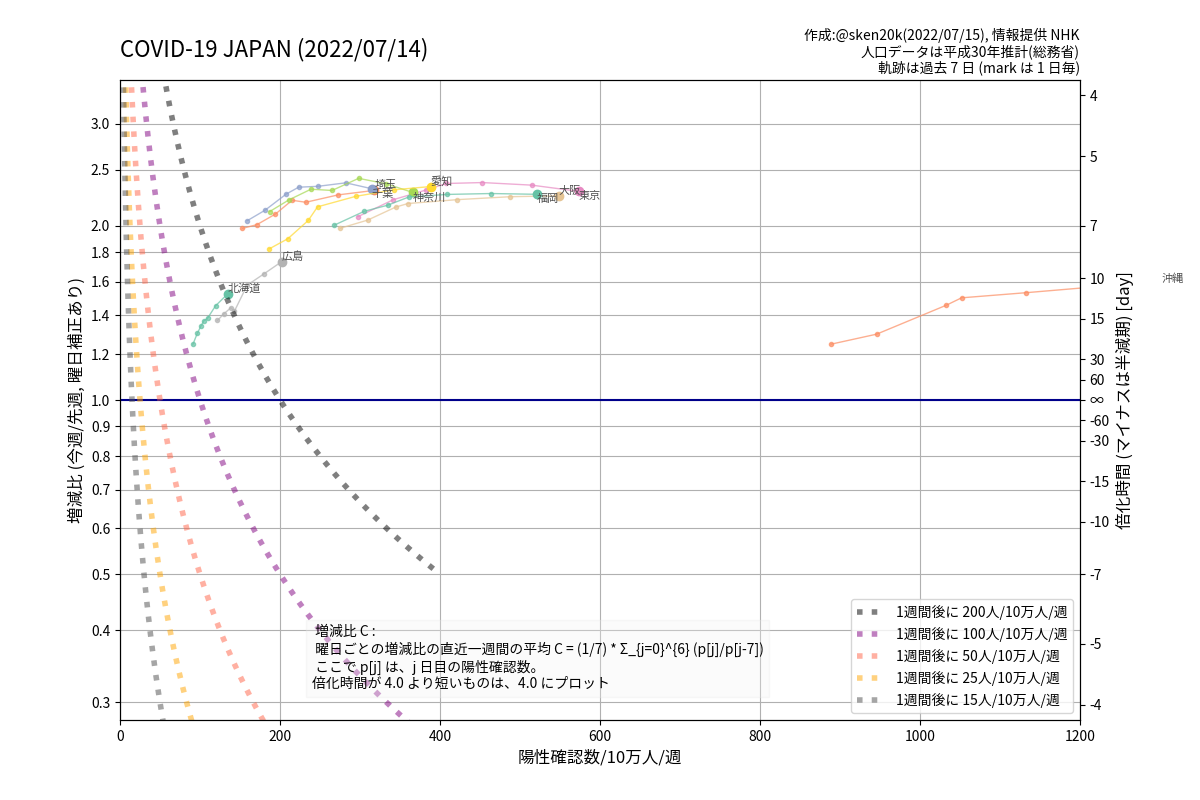 COVID-19 JAPAN (2022/07/14)
作成:@sken20k(2022/07/15), 情報提供 NHK
人口データは平成30年推計(総務省)
軌跡は過去 7 日 (mark は 1 日毎)
増減比 (今週/先週, 曜日補正あり)
3.0
2.5
2.0
1.8
1.6
1.4
1.2
1.0
0.9
0.8
0.7
0.6
0.5
0.4
0.3
埼玉
千葉
愛知
神奈川
福岡
大阪
東京
広島
北海道
沖縄
4
5
7
10
15
30
60
∞
-60
-30
-15
-10
-7
-5
-4
倍化時間 (マイナスは半減期) [day]
増減比 C :
曜日ごとの増減比の直近一週間の平均 C = (1/7) * Σ_{j=0}^{6} (p[j]/p[j-7])
ここで p[j] は、j 日目の陽性確認数。
倍化時間が 4.0 より短いものは、4.0 にプロット
1週間後に 200人/10万人/週
1週間後に 100人/10万人/週
1週間後に 50人/10万人/週
1週間後に 25人/10万人/週
1週間後に 15人/10万人/週
0 200 400 600 800 1000 1200
陽性確認数/10万人/週